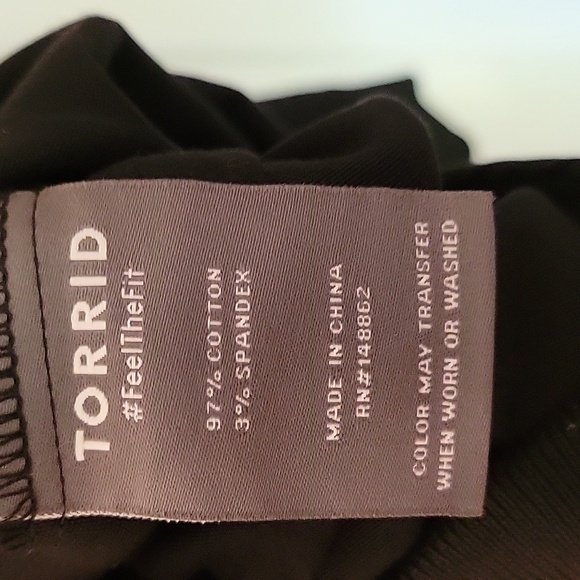 TORRID
#FeelTheFit
97% COTTON
3% SPANDEX
MADE IN CHINA
RN#148862
COLOR MAY TRANSFER
WHEN WORN OR WASHED